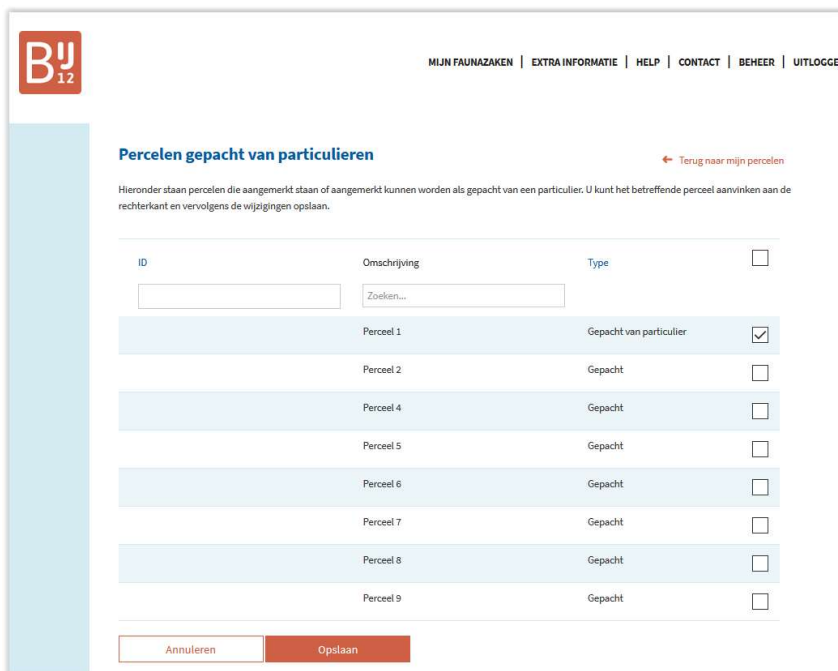 BIJ
12
MIJN FAUNAZAKEN | EXTRA INFORMATIE | HELP | CONTACT | BEHEER | UITLOGGE
Percelen gepacht van particulieren
← Terug naar mijn percelen
Hieronder staan percelen die aangemerkt staan of aangemerkt kunnen worden als gepacht van een particulier. U kunt het betreffende perceel aanvinken aan de
rechterkant en vervolgens de wijzigingen opslaan.
ID Omschrijving Type
Zoeken...
Perceel 1 Gepacht van particulier
Perceel 2 Gepacht
Perceel 4 Gepacht
Perceel 5 Gepacht
Perceel 6 Gepacht
Perceel 7 Gepacht
Perceel 8 Gepacht
Perceel 9 Gepacht
Annuleren Opslaan